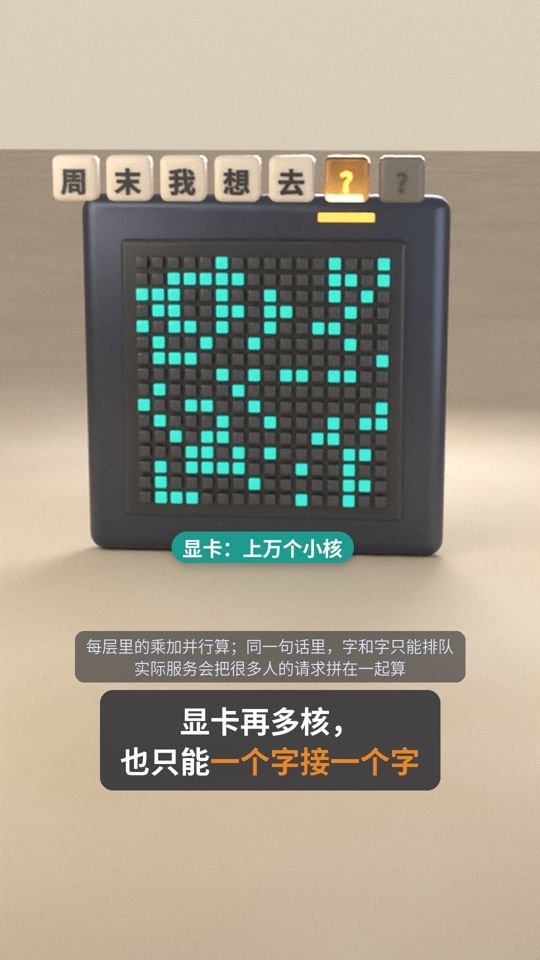 周末我想去??
显卡：上万个小核
每层里的乘加并行算；同一句话里，字和字只能排队
实际服务会把很多人的请求拼在一起算
显卡再多核，
也只能一个字接一个字